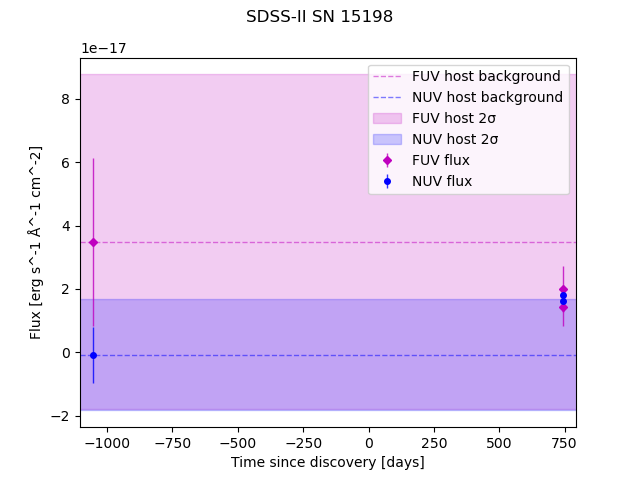 SDSS-II SN 15198
1e−17
FUV host background
NUV host background
FUV host 2σ
NUV host 2σ
FUV flux
NUV flux
8
6
4
2
0
−2
Flux [erg s^-1 Å^-1 cm^-2]
−1000 −750 −500 −250 0 250 500 750
Time since discovery [days]